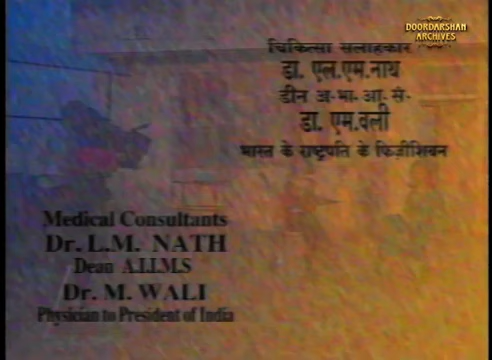 DOORDARSHAN
ARCHIVES
चिकित्सा सलाहकार
डा. एल.एम.नाथ
डीन अ.भा.आ.सं.
डा. एम.वली
भारत के राष्ट्रपति के फिज़ीशियन
Medical Consultants
Dr. L.M. NATH
Dean A.I.I.M.S
Dr. M. WALI
Physician to President of India